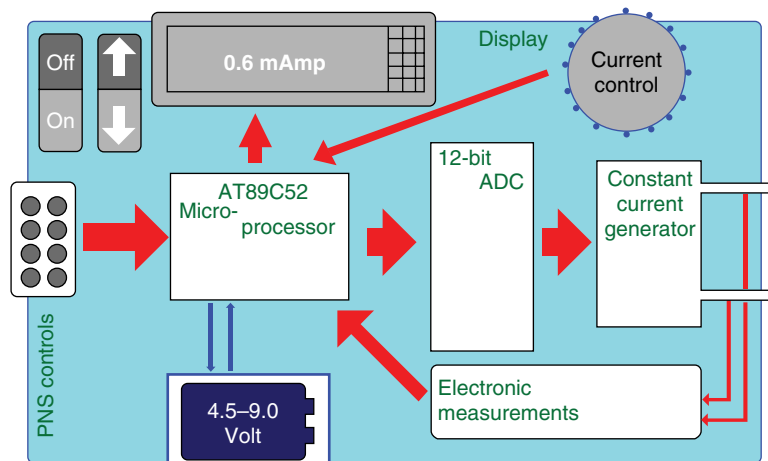 Off
On
0.6 mAmp
Display
Current
control
AT89C52
Micro-
processor
12-bit
ADC
Constant
current
generator
PNS controls
4.5–9.0
Volt
Electronic
measurements